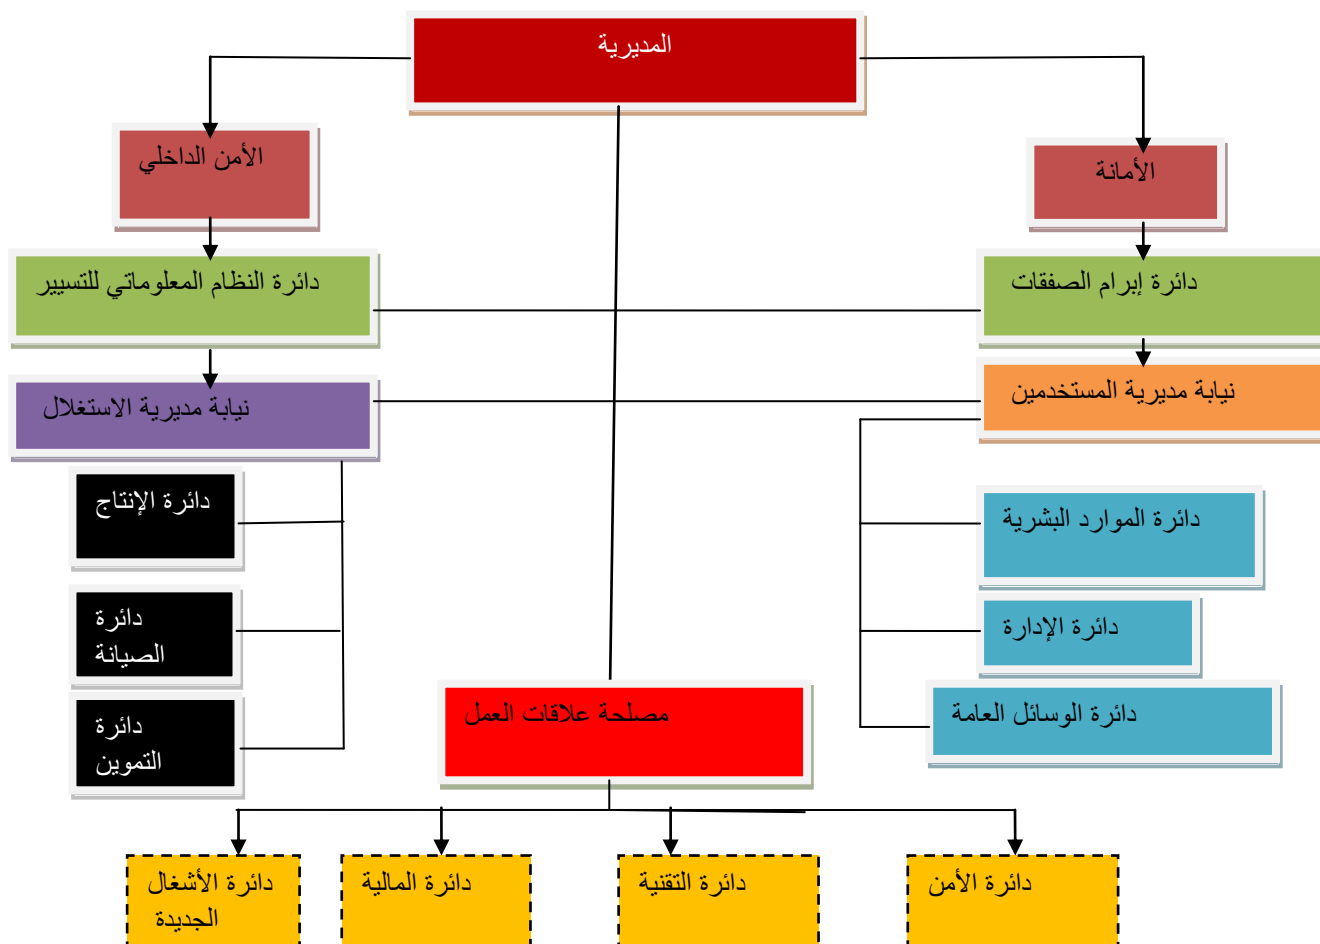 المديرية
الأمن الداخلي
الأمانة
دائرة النظام المعلوماتي للتسيير
دائرة إبرام الصفقات
نيابة مديرية الاستغلال
نيابة مديرية المستخدمين
دائرة الإنتاج
دائرة الموارد البشرية
دائرة
الصيانة
دائرة الإدارة
دائرة
التموين
دائرة الوسائل العامة
مصلحة علاقات العمل
دائرة الأشغال
الجديدة
دائرة المالية
دائرة التقنية
دائرة الأمن